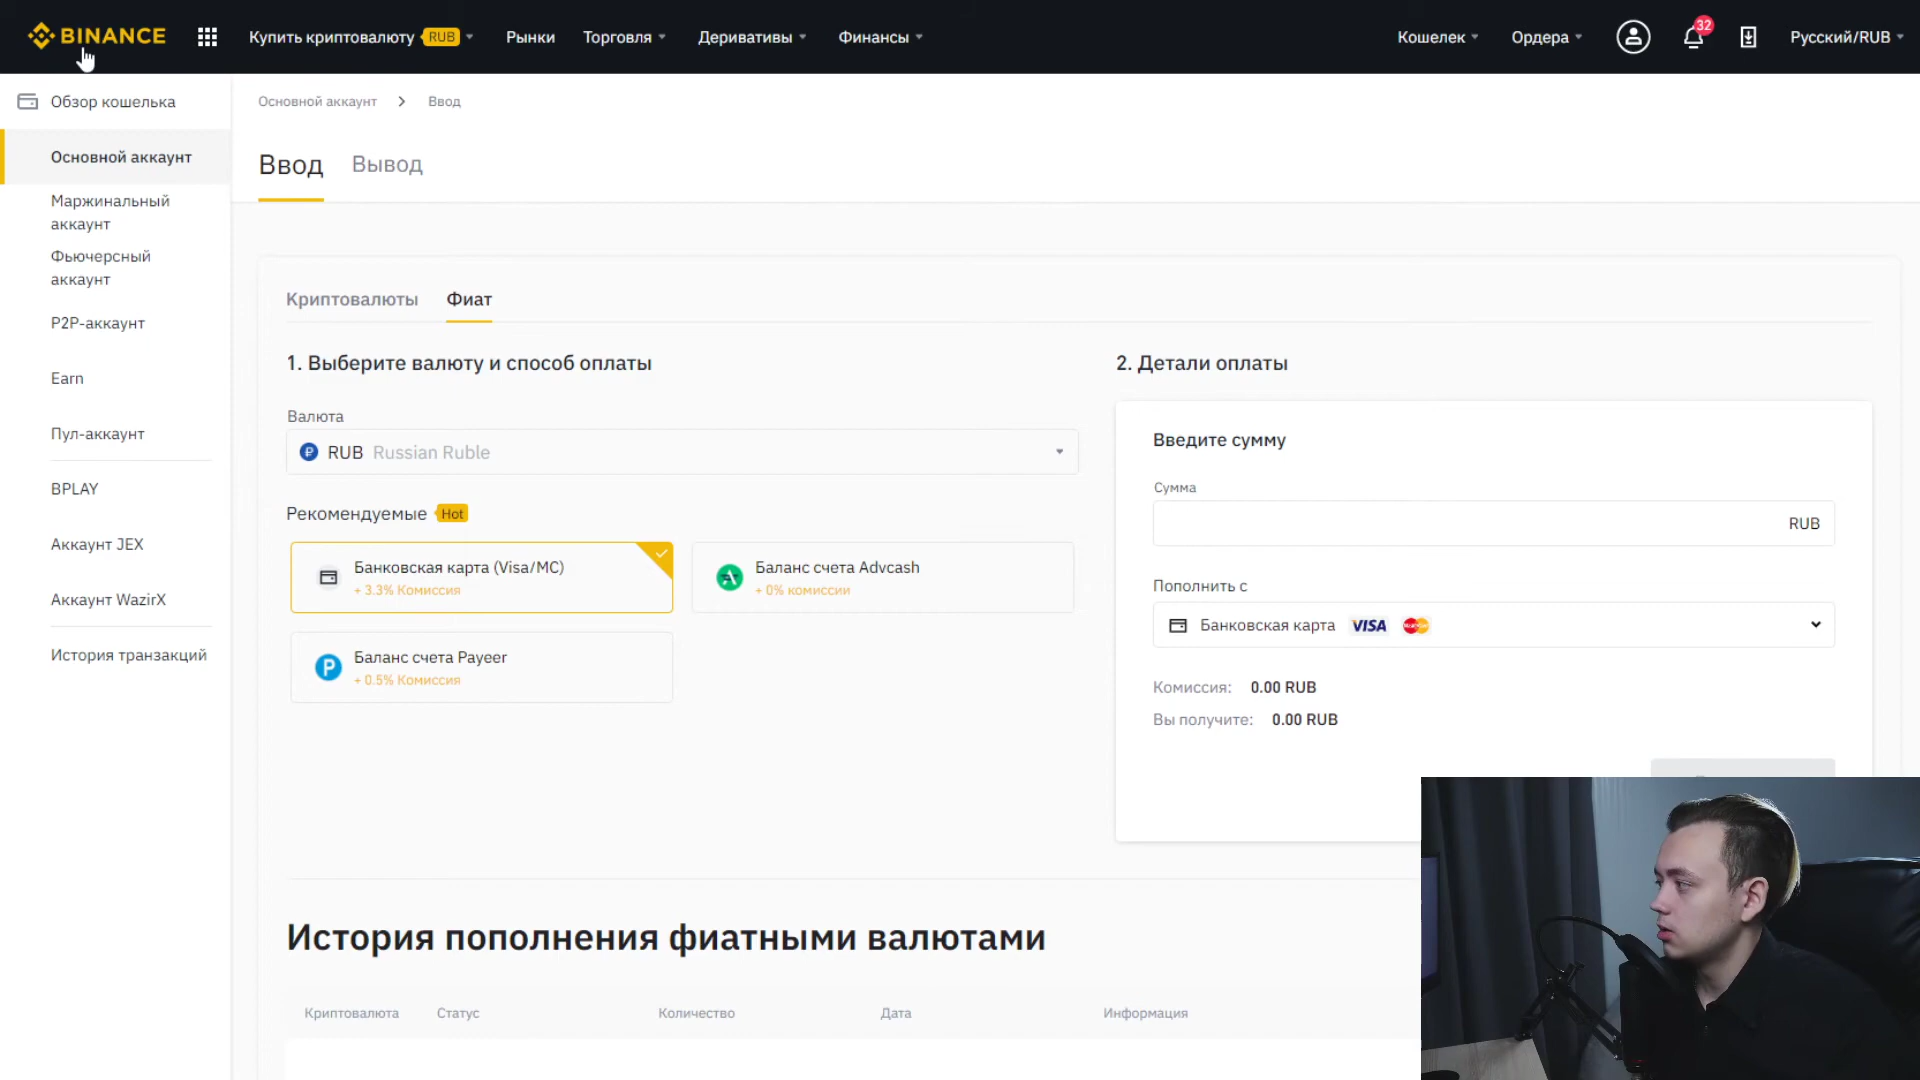 BINANCE
Купить криптовалюту RUB
Рынки
Торговля
Деривативы
Финансы
Кошелек
Ордера
32
Русский/RUB
Обзор кошелька
Основной аккаунт
Маржинальный
аккаунт
Фьючерсный
аккаунт
P2P-аккаунт
Earn
Пул-аккаунт
BPLAY
Аккаунт JEX
Аккаунт WazirX
История транзакций
Основной аккаунт > Ввод
Ввод
Вывод
Криптовалюты
Фиат
1. Выберите валюту и способ оплаты
Валюта
RUB Russian Ruble
Рекомендуемые Hot
Банковская карта (Visa/MC)
+ 3.3% Комиссия
Баланс счета Advcash
+ 0% комиссии
Баланс счета Payeer
+ 0.5% Комиссия
2. Детали оплаты
Введите сумму
Сумма
RUB
Пополнить с
Банковская карта VISA
Комиссия: 0.00 RUB
Вы получите: 0.00 RUB
История пополнения фиатными валютами
Криптовалюта
Статус
Количество
Дата
Информация